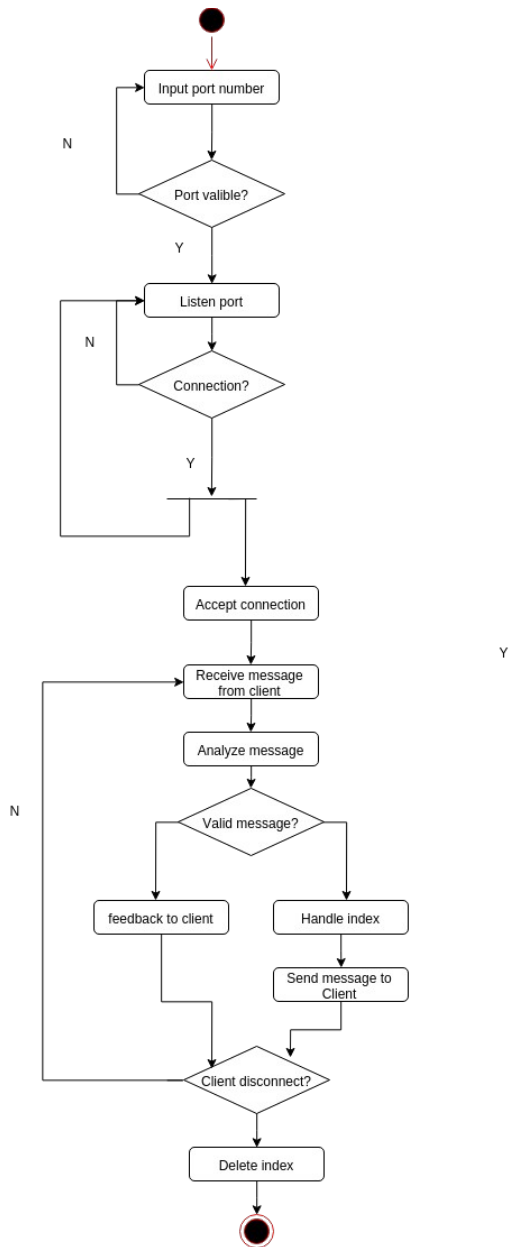 Input port number
N
Port valible?
Y
Listen port
N
Connection?
Y
Accept connection
Y
Receive message
from client
Analyze message
N
Valid message?
feedback to client
Handle index
Send message to
Client
Client disconnect?
Delete index